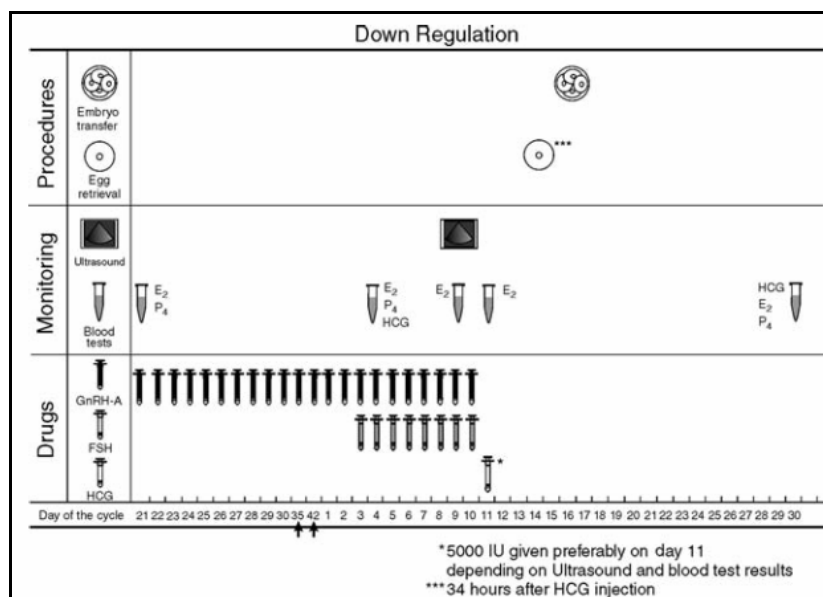 Down Regulation
Procedures
Embryo
transfer
Egg
retrieval
***
Monitoring
Ultrasound
Blood
tests
E2
P4
E2
P4
HCG
E2
E2
HCG
E2
P4
Drugs
GnRH-A
FSH
HCG
*
Day of the cycle 21 22 23 24 25 26 27 28 29 30 35 42 1 2 3 4 5 6 7 8 9 10 11 12 13 14 15 16 17 18 19 20 21 22 23 24 25 26 27 28 29 30
*5000 IU given preferably on day 11
depending on Ultrasound and blood test results
***34 hours after HCG injection